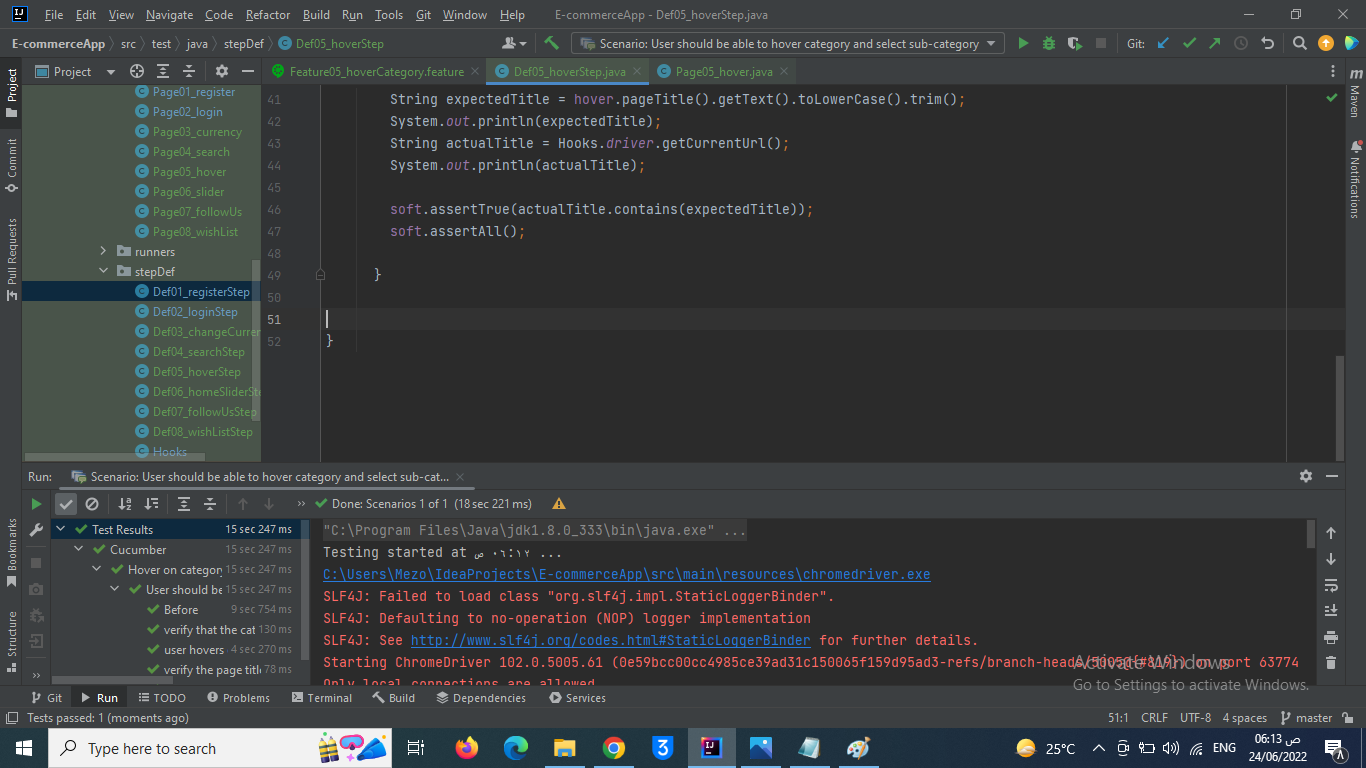 File Edit View Navigate Code Refactor Build Run Tools Git Window Help E-commerceApp - Def05_hoverStep.java
E-commerceApp src test java stepDef Def05_hoverStep Scenario: User should be able to hover category and select sub-category Git:
Project Feature05_hoverCategory.feature Def05_hoverStep.java Page05_hover.java
Project
Commit
Pull Requests
Bookmarks
Structure
Page01_register
Page02_login
Page03_currency
Page04_search
Page05_hover
Page06_slider
Page07_followUs
Page08_wishList
runners
stepDef
Def01_registerStep
Def02_loginStep
Def03_changeCurren
Def04_searchStep
Def05_hoverStep
Def06_homeSliderSte
Def07_followUsStep
Def08_wishListStep
Hooks
41 String expectedTitle = hover.pageTitle().getText().toLowerCase().trim();
42 System.out.println(expectedTitle);
43 String actualTitle = Hooks.driver.getCurrentUrl();
44 System.out.println(actualTitle);
45
46 soft.assertTrue(actualTitle.contains(expectedTitle));
47 soft.assertAll();
48
49 }
50
51
52 }
m
Maven
Notifications
Run: Scenario: User should be able to hover category and select sub-cat...
Done: Scenarios 1 of 1 (18 sec 221 ms)
Test Results 15 sec 247 ms
Cucumber 15 sec 247 ms
Hover on category 15 sec 247 ms
User should be 15 sec 247 ms
Before 9 sec 754 ms
verify that the cat 130 ms
user hovers 4 sec 270 ms
verify the page title 78 ms
"C:\Program Files\Java\jdk1.8.0_333\bin\java.exe" ...
Testing started at ٠٦:١٢ ص ...
C:\Users\Mezo\IdeaProjects\E-commerceApp\src\main\resources\chromedriver.exe
SLF4J: Failed to load class "org.slf4j.impl.StaticLoggerBinder".
SLF4J: Defaulting to no-operation (NOP) logger implementation
SLF4J: See http://www.slf4j.org/codes.html#StaticLoggerBinder for further details.
Starting ChromeDriver 102.0.5005.61 (0e59bcc00cc4985ce39ad31c150065f159d95ad3-refs/branch-heads/5005@{#819}) on port 63774
Only local connections are allowed
Activate Windows
Go to Settings to activate Windows.
Git Run TODO Problems Terminal Build Dependencies Services
Tests passed: 1 (moments ago) 51:1 CRLF UTF-8 4 spaces master
Type here to search 25°C ENG 06:13 ص
24/06/2022